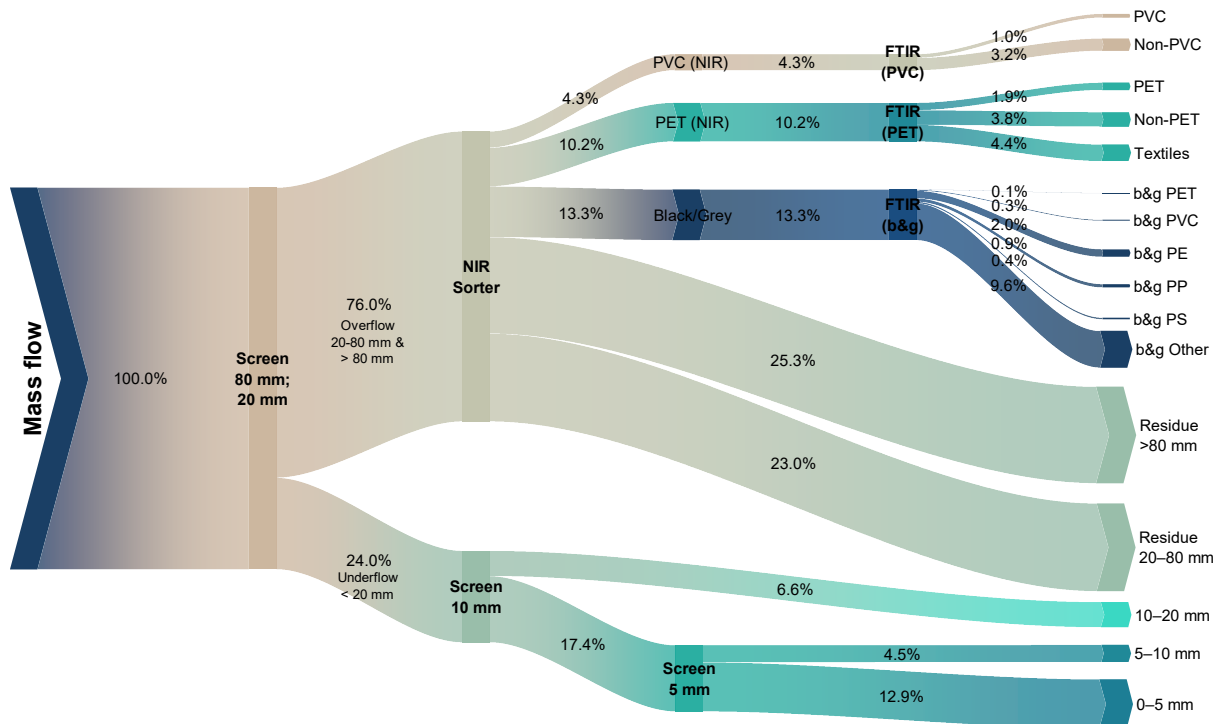 Mass flow
100.0%
Screen
80 mm;
20 mm
76.0%
Overflow
20-80 mm &
> 80 mm
24.0%
Underflow
< 20 mm
NIR
Sorter
4.3%
10.2%
13.3%
PVC (NIR)
4.3%
FTIR
(PVC)
1.0%
3.2%
PVC
Non-PVC
PET (NIR)
10.2%
FTIR
(PET)
1.9%
3.8%
4.4%
PET
Non-PET
Textiles
Black/Grey
13.3%
FTIR
(b&g)
0.1%
0.3%
2.0%
0.9%
0.4%
9.6%
b&g PET
b&g PVC
b&g PE
b&g PP
b&g PS
b&g Other
25.3%
Residue
>80 mm
23.0%
Residue
20–80 mm
Screen
10 mm
6.6%
10–20 mm
17.4%
Screen
5 mm
4.5%
5–10 mm
12.9%
0–5 mm